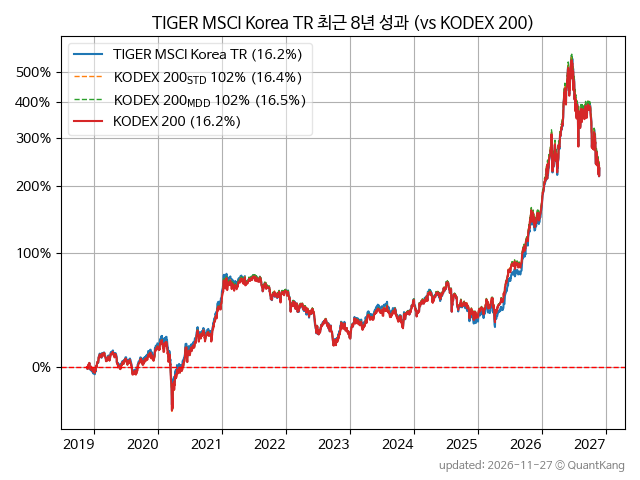 TIGER MSCI Korea TR 최근 8년 성과 (vs KODEX 200)
TIGER MSCI Korea TR (16.2%)
KODEX 200STD 102% (16.4%)
KODEX 200MDD 102% (16.5%)
KODEX 200 (16.2%)
500%
400%
300%
200%
100%
0%
2019 2020 2021 2022 2023 2024 2025 2026 2027
updated: 2026-11-27 © QuantKang